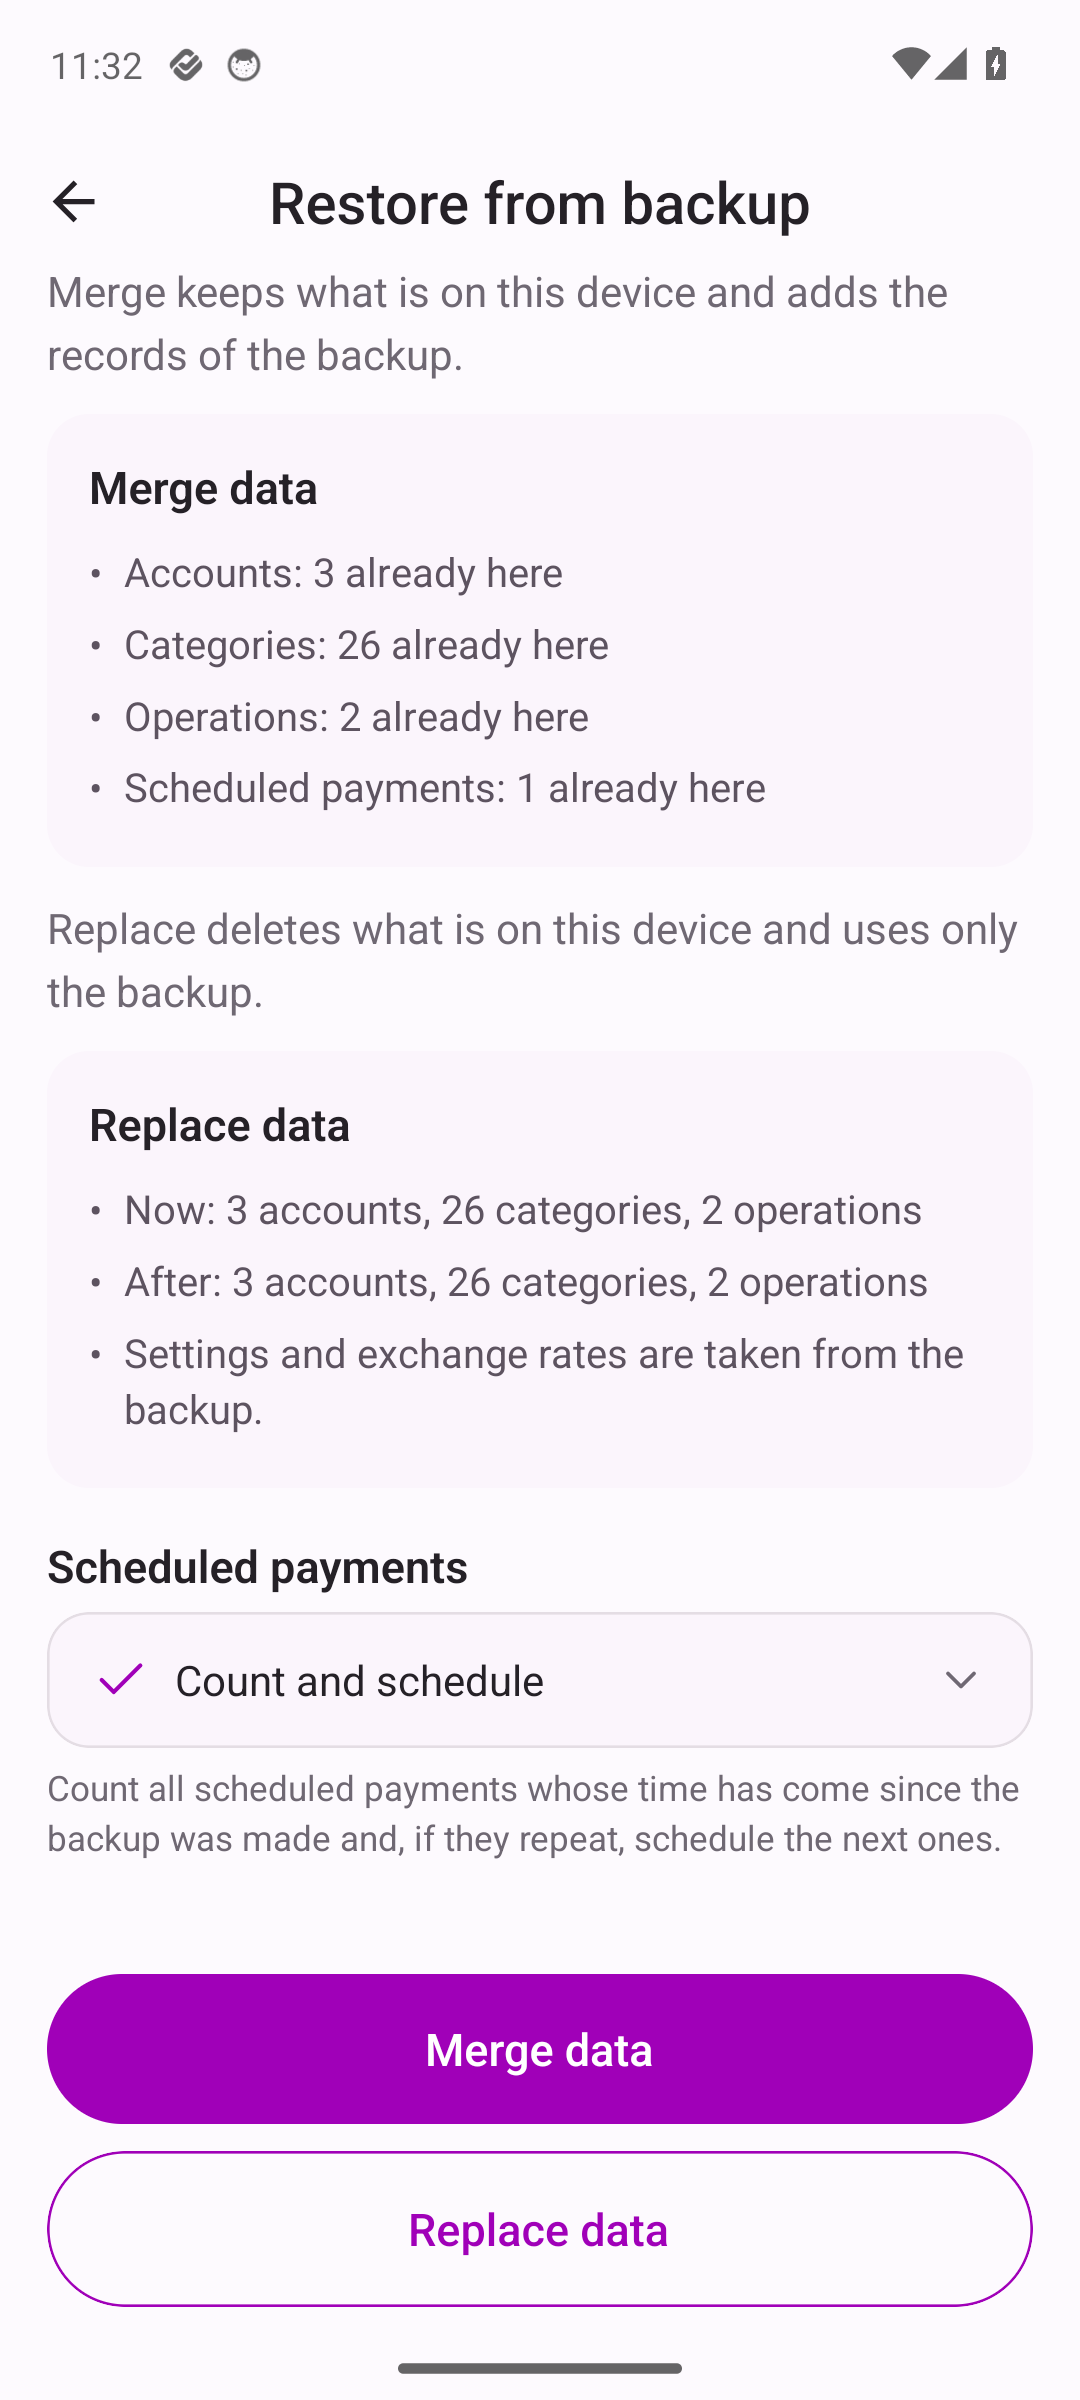 11:32
Restore from backup
Merge keeps what is on this device and adds the
records of the backup.
Merge data
• Accounts: 3 already here
• Categories: 26 already here
• Operations: 2 already here
• Scheduled payments: 1 already here
Replace deletes what is on this device and uses only
the backup.
Replace data
• Now: 3 accounts, 26 categories, 2 operations
• After: 3 accounts, 26 categories, 2 operations
• Settings and exchange rates are taken from the
backup.
Scheduled payments
Count and schedule
Count all scheduled payments whose time has come since the
backup was made and, if they repeat, schedule the next ones.
Merge data
Replace data